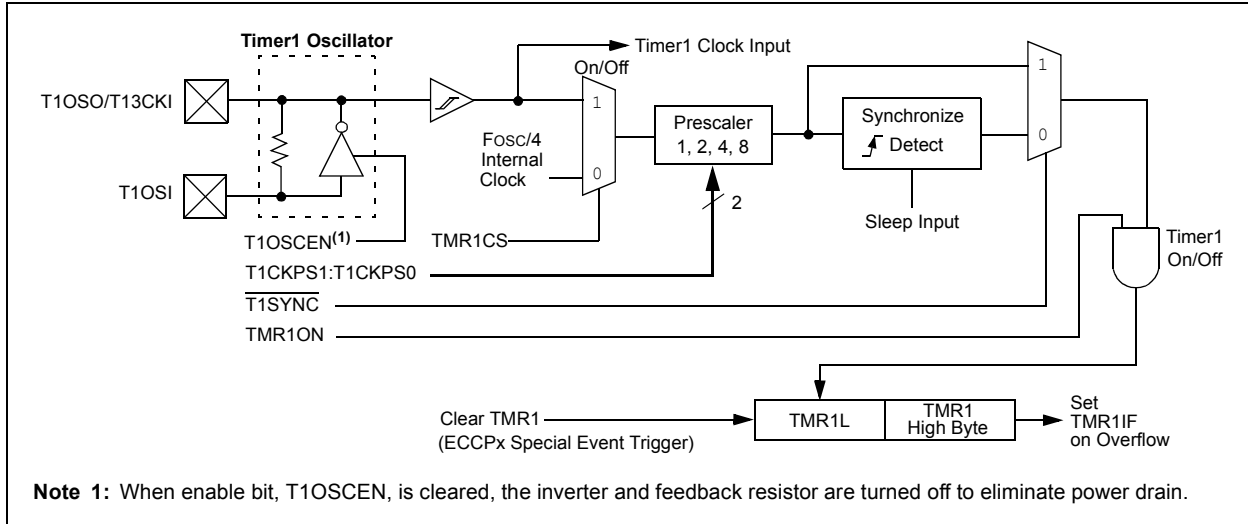 Timer1 Oscillator
Timer1 Clock Input
On/Off
T1OSO/T13CKI
1
FOSC/4
Internal
Clock
0
Prescaler
1, 2, 4, 8
Synchronize
Detect
1
0
T1OSI
2
Sleep Input
T1OSCEN(1)
TMR1CS
Timer1
On/Off
T1CKPS1:T1CKPS0
T1SYNC
TMR1ON
Clear TMR1
(ECCPx Special Event Trigger)
TMR1L
TMR1
High Byte
Set
TMR1IF
on Overflow
Note 1: When enable bit, T1OSCEN, is cleared, the inverter and feedback resistor are turned off to eliminate power drain.